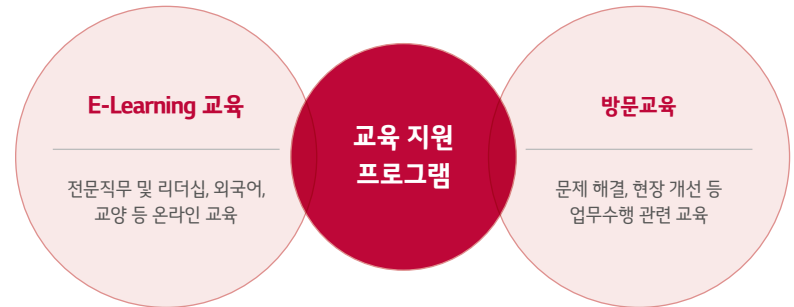 E-Learning 교육
전문직무 및 리더십, 외국어,
교양 등 온라인 교육
교육 지원
프로그램
방문교육
문제 해결, 현장 개선 등
업무수행 관련 교육